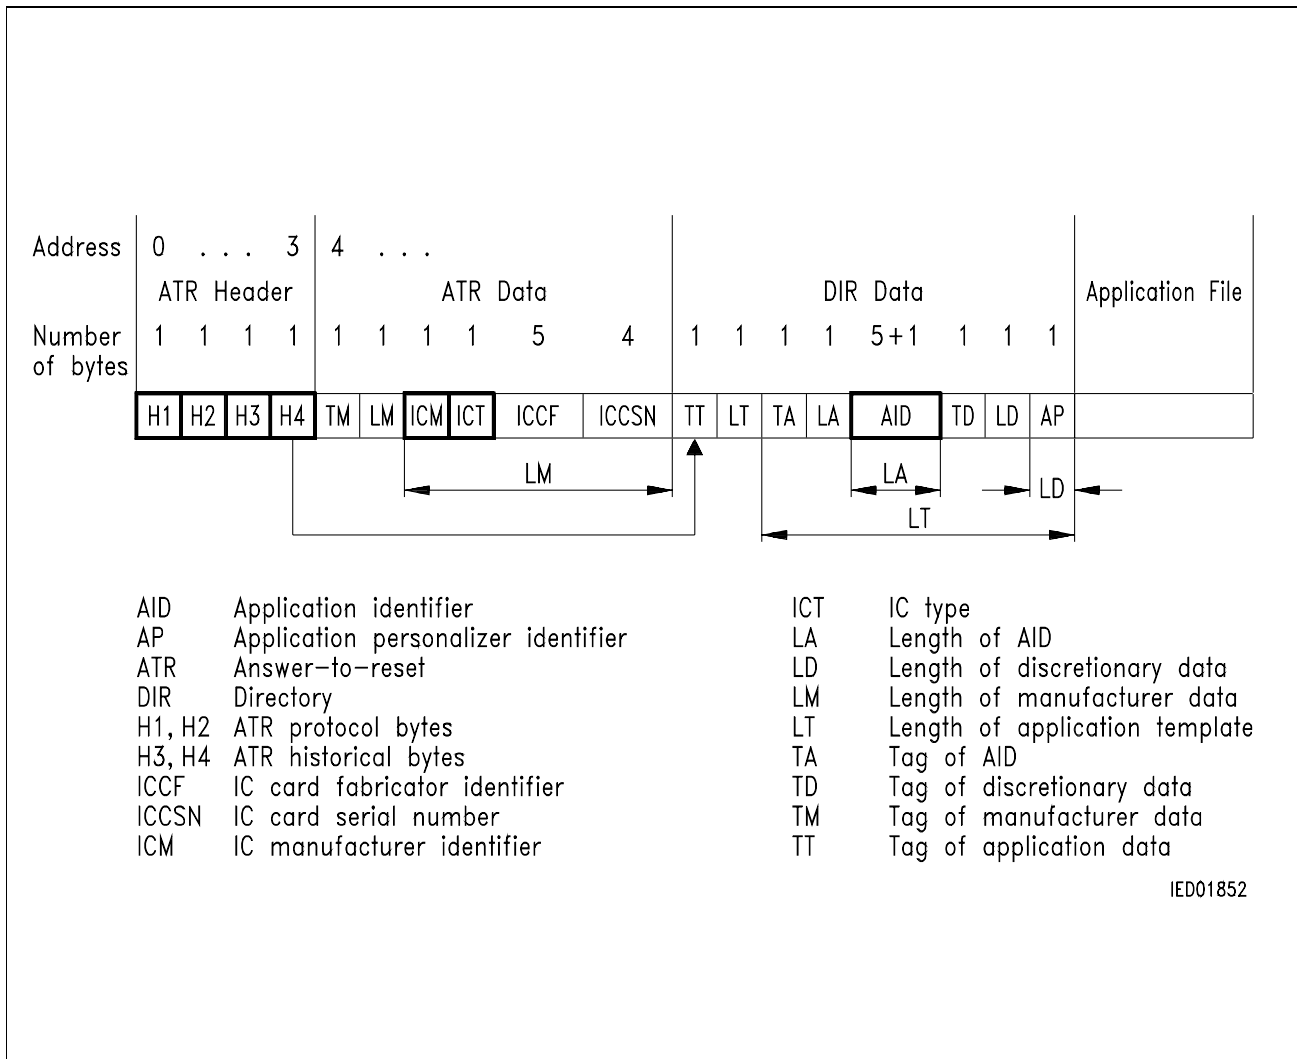 Address 0 . . . 3 4 . . .
ATR Header ATR Data DIR Data Application File
Number of bytes 1 1 1 1 1 1 1 1 5 4 1 1 1 1 5+1 1 1 1
H1 H2 H3 H4 TM LM ICM ICT ICCF ICCSN TT LT TA LA AID TD LD AP
LM LA LD
LT
AID Application identifier
AP Application personalizer identifier
ATR Answer-to-reset
DIR Directory
H1, H2 ATR protocol bytes
H3, H4 ATR historical bytes
ICCF IC card fabricator identifier
ICCSN IC card serial number
ICM IC manufacturer identifier
ICT IC type
LA Length of AID
LD Length of discretionary data
LM Length of manufacturer data
LT Length of application template
TA Tag of AID
TD Tag of discretionary data
TM Tag of manufacturer data
TT Tag of application data
IED01852